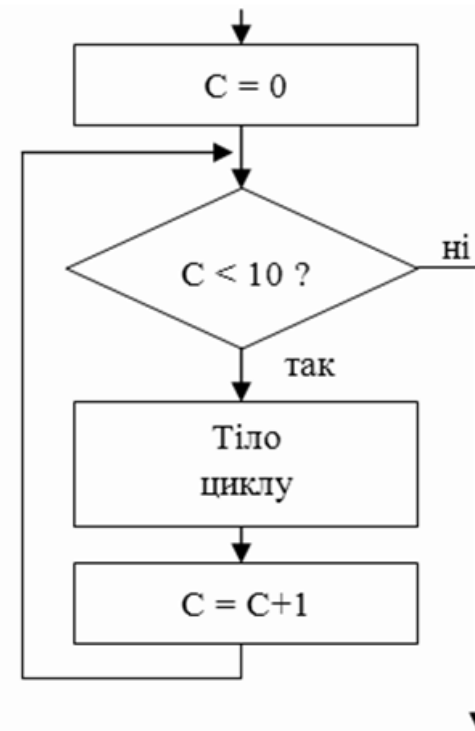 C = 0
C < 10 ?
ні
так
Тіло
циклу
C = C+1